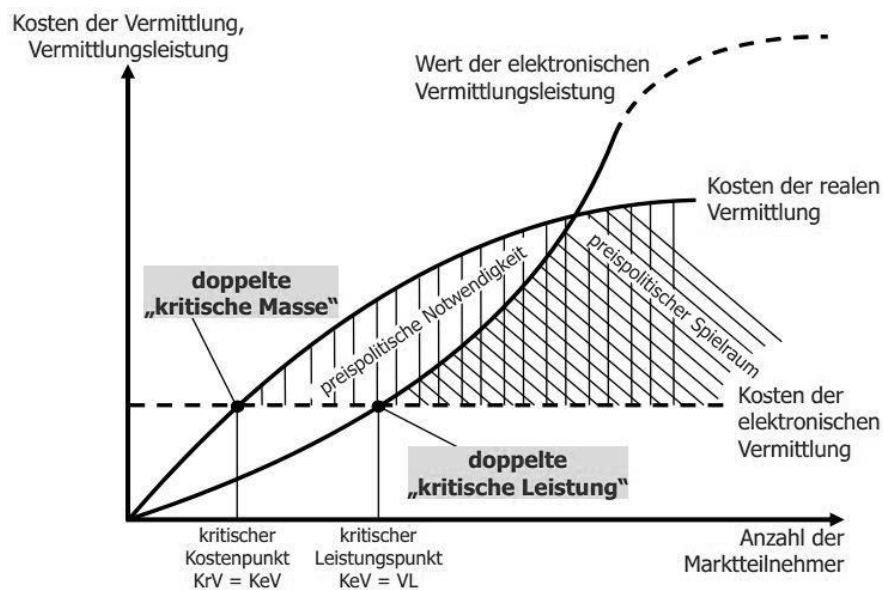 Kosten der Vermittlung,
Vermittlungsleistung
Wert der elektronischen
Vermittlungsleistung
Kosten der realen
Vermittlung
doppelte
„kritische Masse“
preispolitische Notwendigkeit
preispolitischer Spielraum
Kosten der
elektronischen
Vermittlung
doppelte
„kritische Leistung“
kritischer
Kostenpunkt
KrV = KeV
kritischer
Leistungspunkt
KeV = VL
Anzahl der
Marktteilnehmer